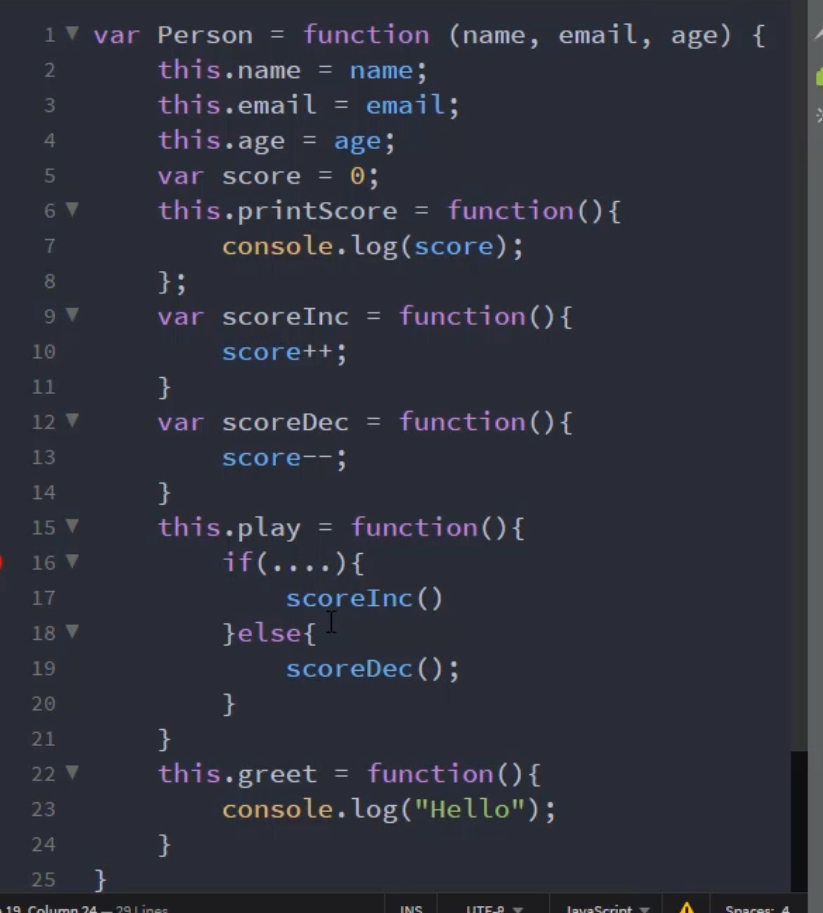 1 var Person = function (name, email, age) {
2 this.name = name;
3 this.email = email;
4 this.age = age;
5 var score = 0;
6 this.printScore = function(){
7 console.log(score);
8 };
9 var scoreInc = function(){
10 score++;
11 }
12 var scoreDec = function(){
13 score--;
14 }
15 this.play = function(){
16 if(....){
17 scoreInc()
18 }else{
19 scoreDec();
20 }
21 }
22 this.greet = function(){
23 console.log("Hello");
24 }
25 }
19, Column 24 — 29 Lines INS UTF-8 JavaScript Spaces: 4